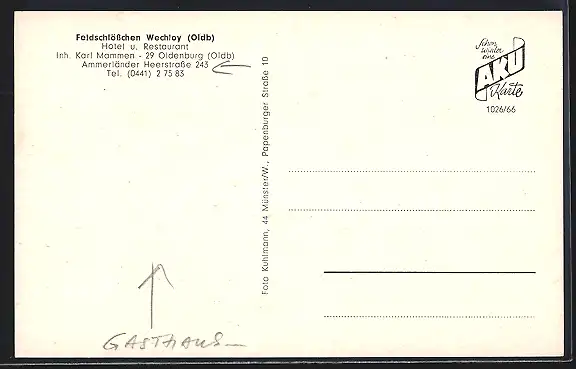 Feldschlößchen Wechloy (Oldb)
Hotel u. Restaurant
Inh. Karl Mammen - 29 Oldenburg (Oldb)
Ammerländer Heerstraße 243
Tel. (0441) 2 75 83
Schon
wieder
eine
AKU
Karte
1026/66
Foto Kuhlmann, 44 Münster/W., Papenburger Straße 10
GASTHAUS